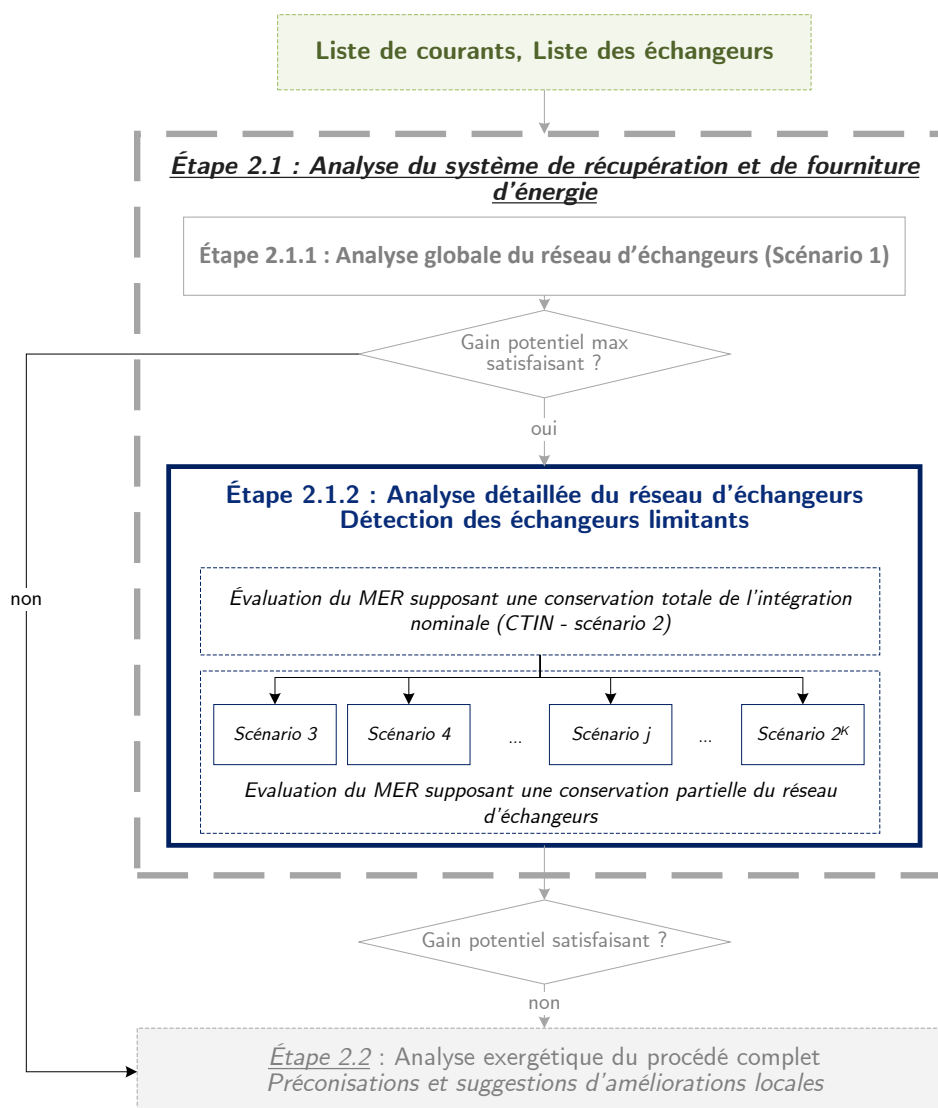 Liste de courants, Liste des échangeurs
Étape 2.1 : Analyse du système de récupération et de fourniture
d'énergie
Étape 2.1.1 : Analyse globale du réseau d'échangeurs (Scénario 1)
Gain potentiel max
satisfaisant ?
oui
non
Étape 2.1.2 : Analyse détaillée du réseau d'échangeurs
Détection des échangeurs limitants
Évaluation du MER supposant une conservation totale de l'intégration
nominale (CTIN - scénario 2)
Scénario 3 Scénario 4 ... Scénario j ... Scénario 2ᴷ
Evaluation du MER supposant une conservation partielle du réseau
d'échangeurs
Gain potentiel satisfaisant ?
non
Étape 2.2 : Analyse exergétique du procédé complet
Préconisations et suggestions d'améliorations locales